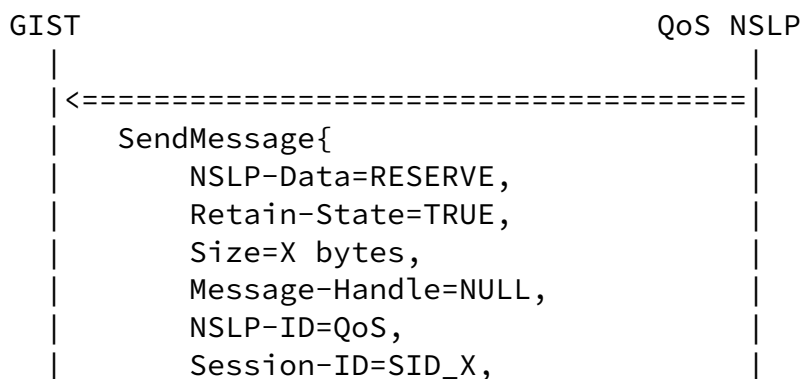 GIST QoS NSLP
| |
|<=====================================|
| SendMessage{ |
| NSLP-Data=RESERVE, |
| Retain-State=TRUE, |
| Size=X bytes, |
| Message-Handle=NULL, |
| NSLP-ID=QoS, |
| Session-ID=SID_X, |